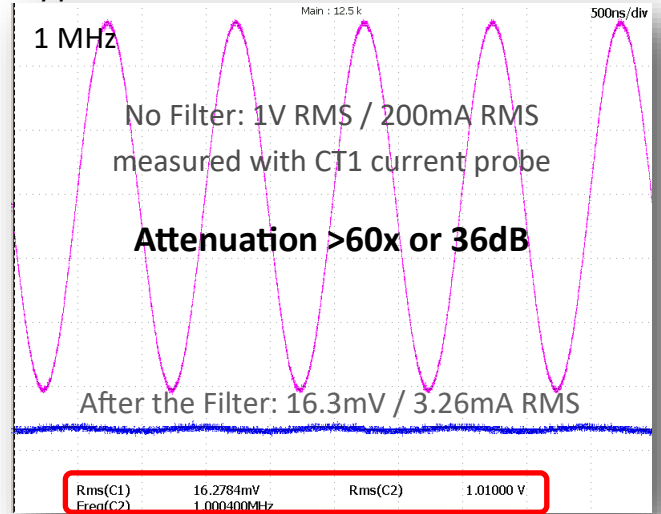 Main : 12.5 k
500ns/div
1 MHz
No Filter: 1V RMS / 200mA RMS
measured with CT1 current probe
Attenuation >60x or 36dB
After the Filter: 16.3mV / 3.26mA RMS
Rms(C1) 16.2784mV Rms(C2) 1.01000 V
Freq(C2) 1.000400MHz